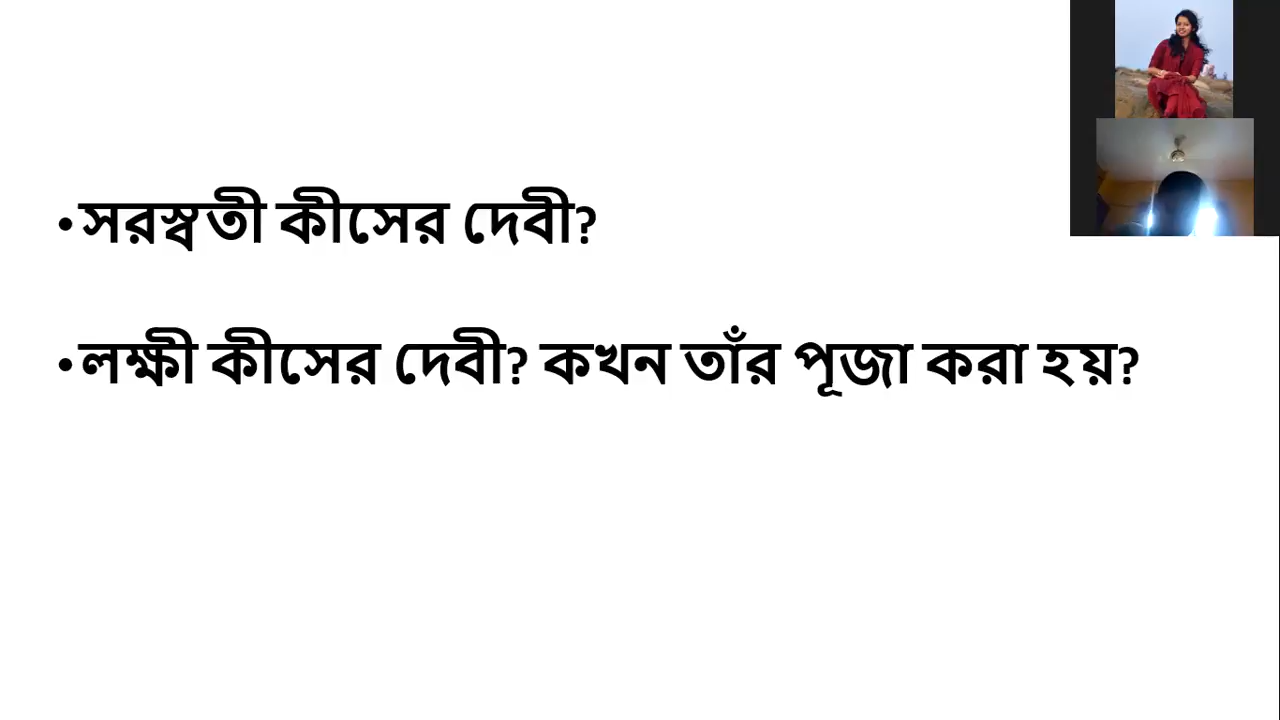 • সরস্বতী কীসের দেবী?
• লক্ষী কীসের দেবী? কখন তাঁর পূজা করা হয়?